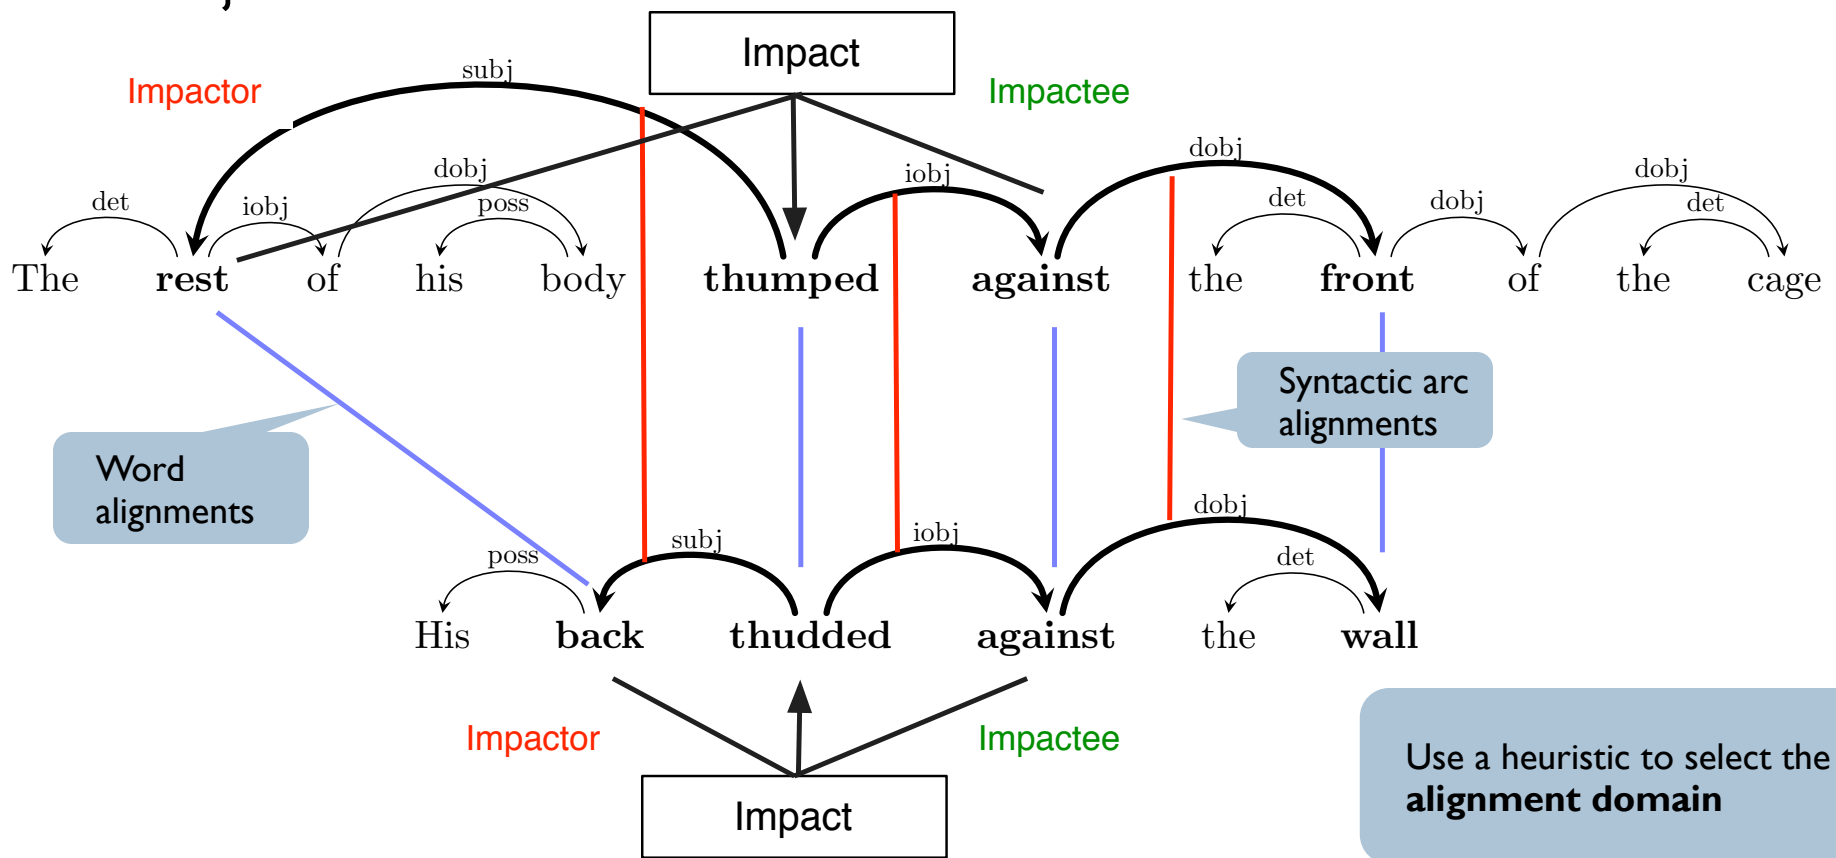 Impact
subj
Impactor
Impactee
dobj
iobj
dobj
dobj
det
iobj
poss
det
dobj
det
The rest of his body thumped against the front of the cage
Syntactic arc
alignments
Word
alignments
dobj
subj
iobj
poss
det
His back thudded against the wall
Impactor
Impactee
Use a heuristic to select the
alignment domain
Impact